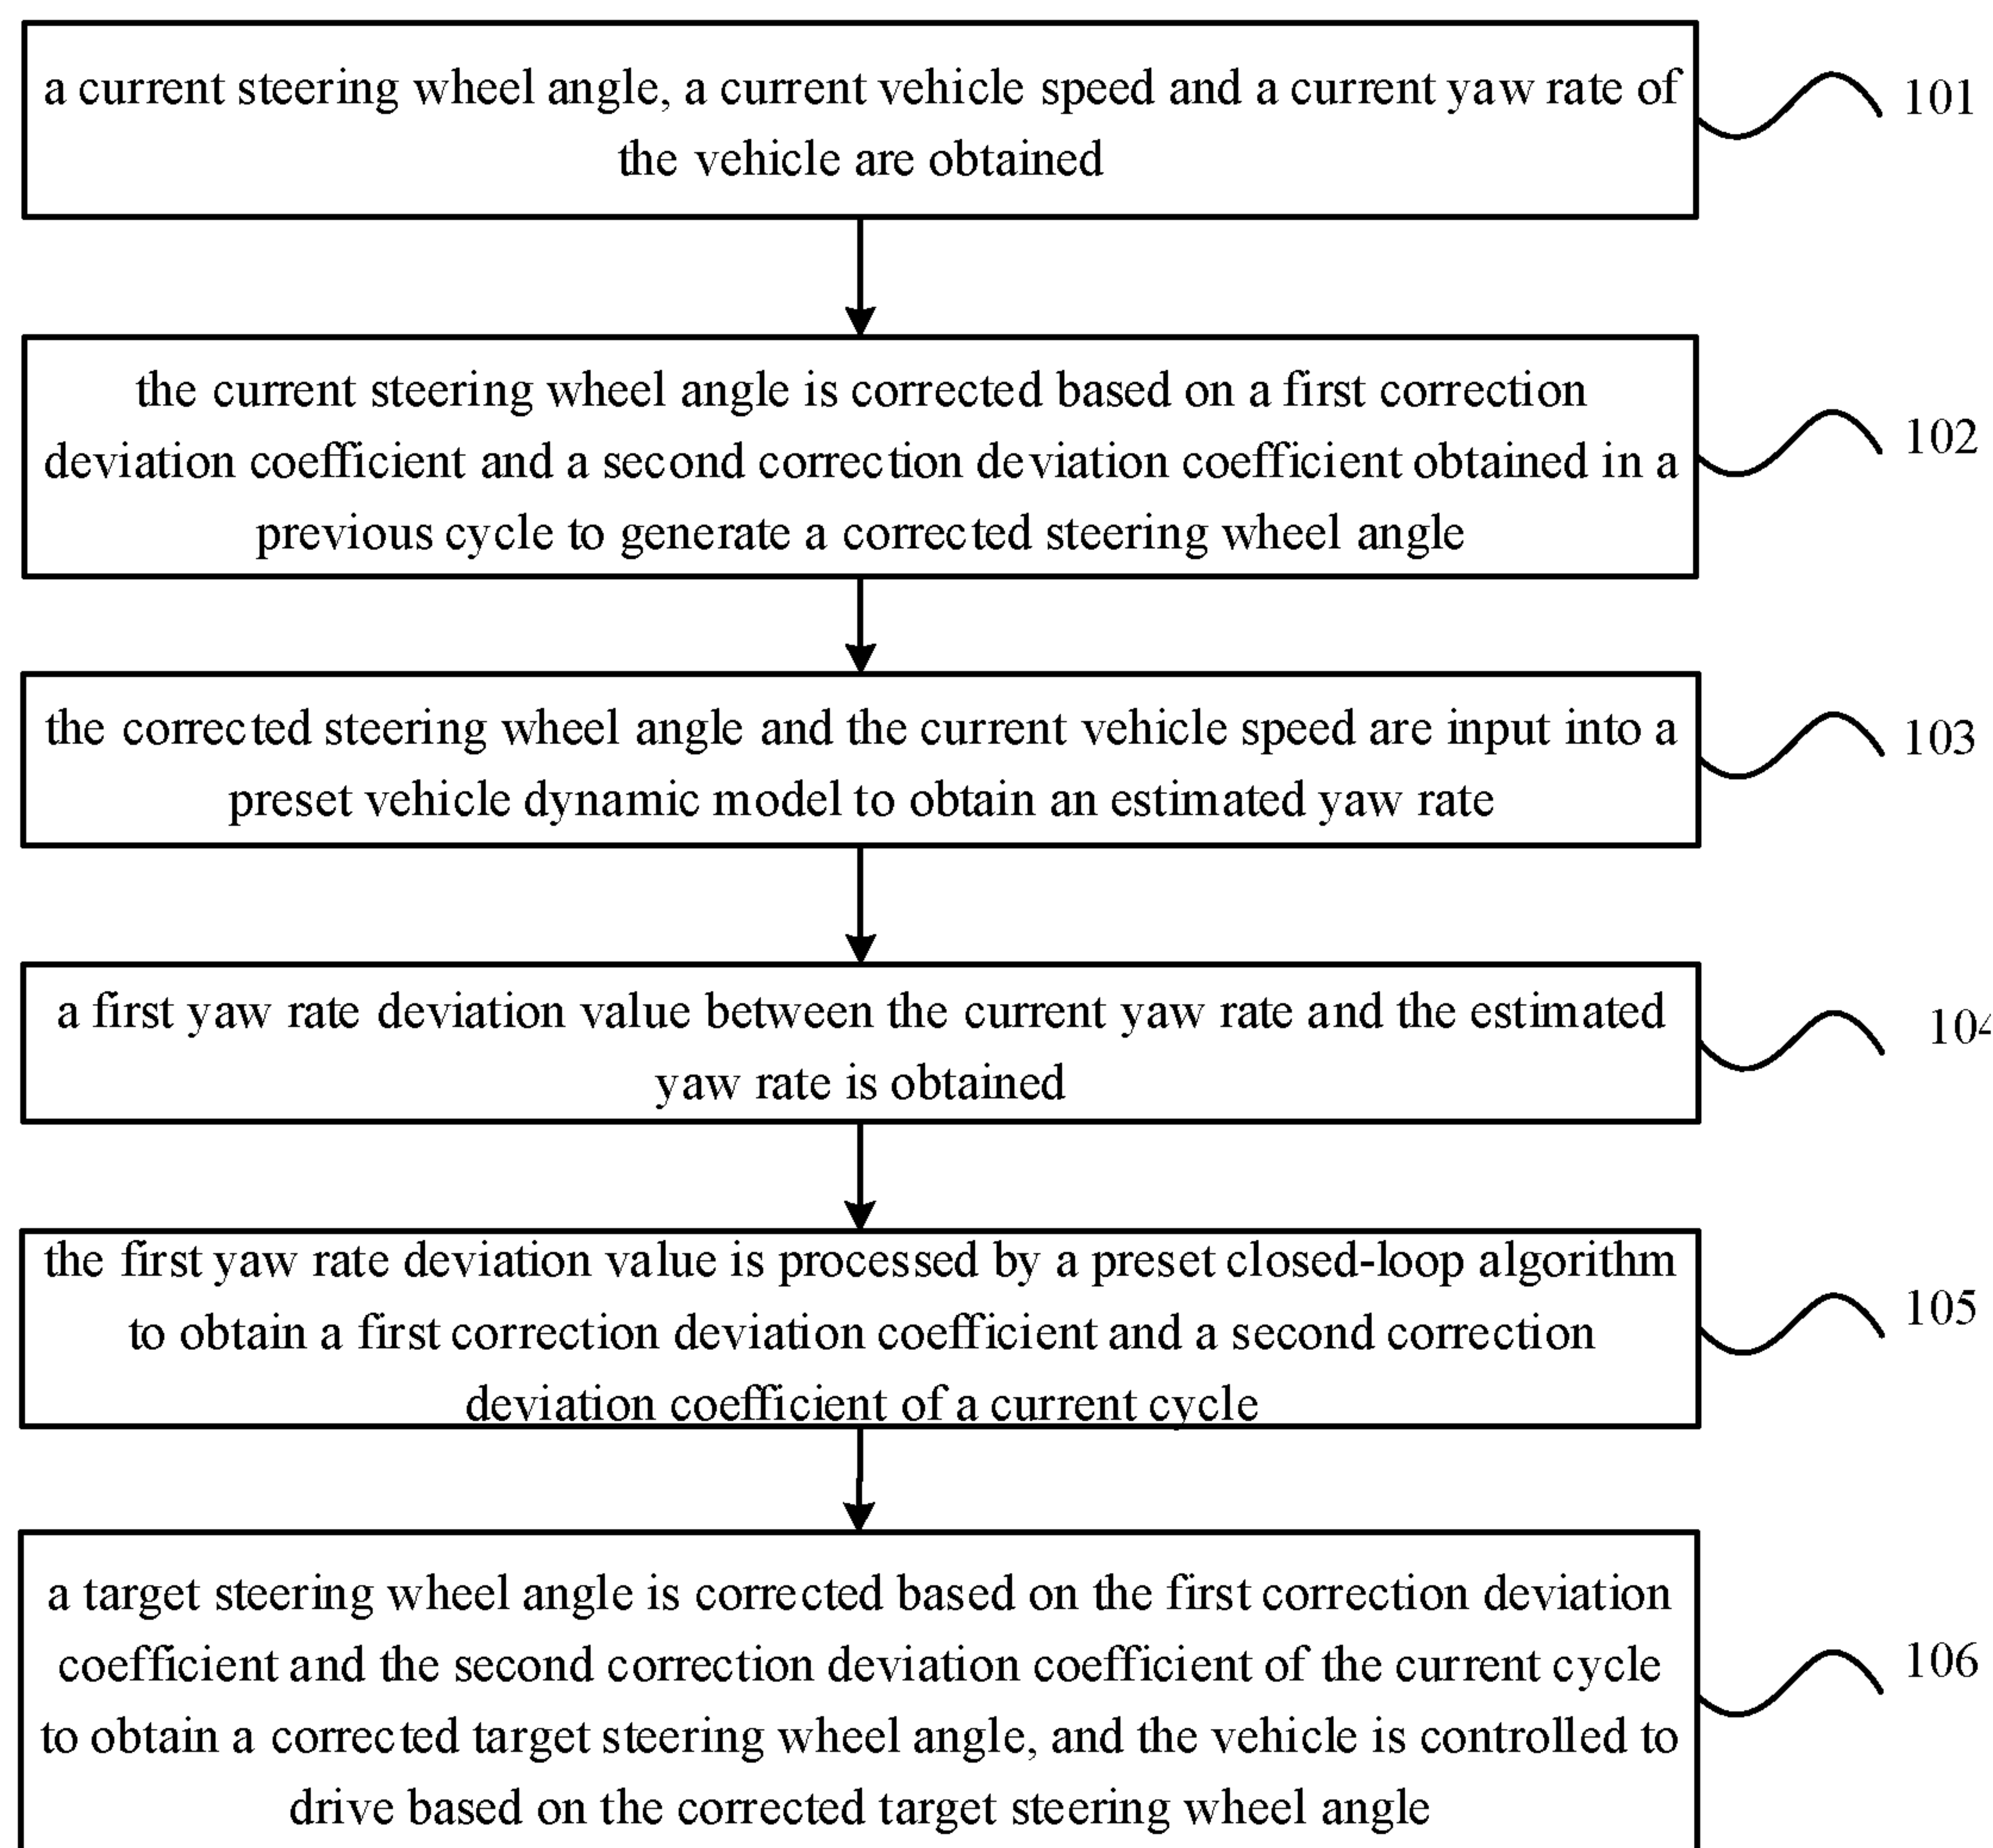 a current steering wheel angle, a current vehicle speed and a current yaw rate of
the vehicle are obtained
101
the current steering wheel angle is corrected based on a first correction
deviation coefficient and a second correction deviation coefficient obtained in a
previous cycle to generate a corrected steering wheel angle
102
the corrected steering wheel angle and the current vehicle speed are input into a
preset vehicle dynamic model to obtain an estimated yaw rate
103
a first yaw rate deviation value between the current yaw rate and the estimated
yaw rate is obtained
104
the first yaw rate deviation value is processed by a preset closed-loop algorithm
to obtain a first correction deviation coefficient and a second correction
deviation coefficient of a current cycle
105
a target steering wheel angle is corrected based on the first correction deviation
coefficient and the second correction deviation coefficient of the current cycle
to obtain a corrected target steering wheel angle, and the vehicle is controlled to
drive based on the corrected target steering wheel angle
106